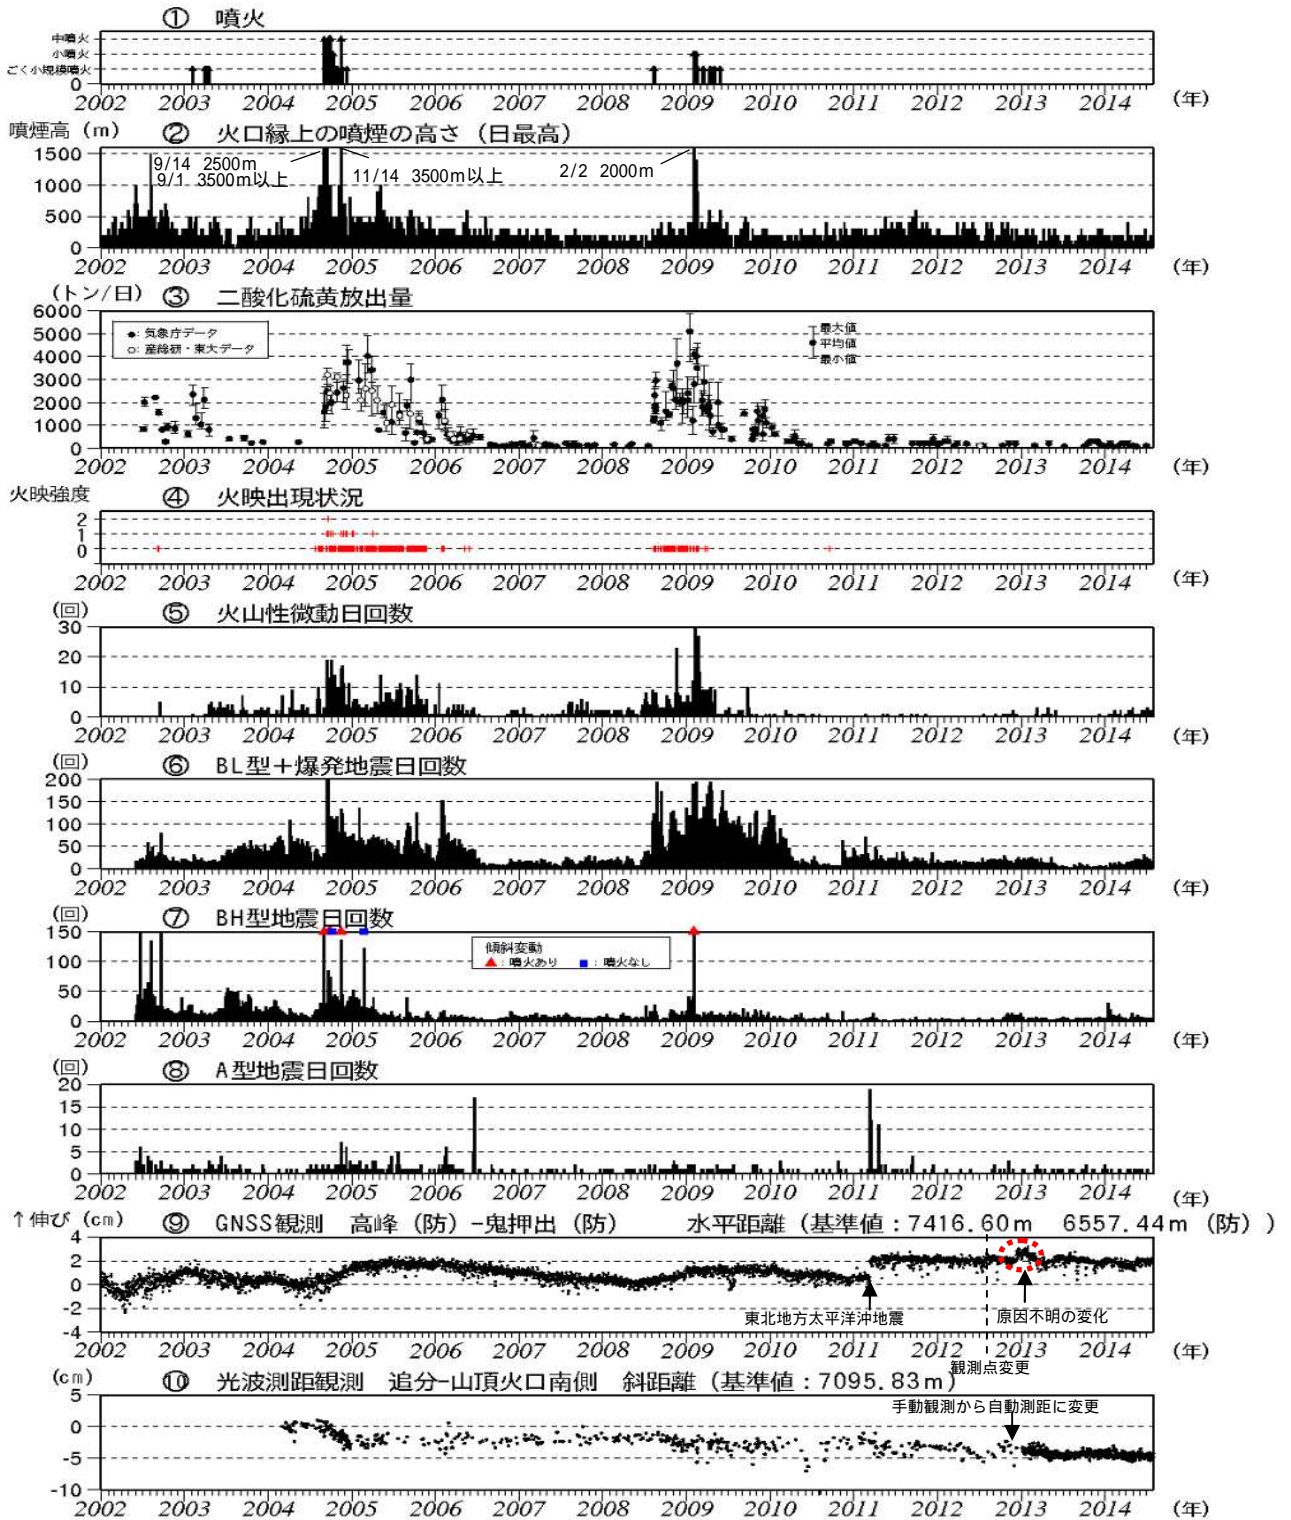 ① 噴火
中噴火
小噴火
ごく小規模噴火
0
2002 2003 2004 2005 2006 2007 2008 2009 2010 2011 2012 2013 2014 (年)
噴煙高 (m) ② 火口縁上の噴煙の高さ (日最高)
1500
1000
500
0
9/14 2500m
9/1 3500m以上
11/14 3500m以上
2/2 2000m
2002 2003 2004 2005 2006 2007 2008 2009 2010 2011 2012 2013 2014 (年)
(トン/日) ③ 二酸化硫黄放出量
6000
5000
4000
3000
2000
1000
0
●: 気象庁データ
○: 産総研・東大データ
最大値
平均値
最小値
2002 2003 2004 2005 2006 2007 2008 2009 2010 2011 2012 2013 2014 (年)
火映強度 ④ 火映出現状況
2
1
0
2002 2003 2004 2005 2006 2007 2008 2009 2010 2011 2012 2013 2014 (年)
(回) ⑤ 火山性微動日回数
30
20
10
0
2002 2003 2004 2005 2006 2007 2008 2009 2010 2011 2012 2013 2014 (年)
(回) ⑥ BL型＋爆発地震日回数
200
150
100
50
0
2002 2003 2004 2005 2006 2007 2008 2009 2010 2011 2012 2013 2014 (年)
(回) ⑦ BH型地震日回数
150
100
50
0
傾斜変動
▲: 噴火あり ■: 噴火なし
2002 2003 2004 2005 2006 2007 2008 2009 2010 2011 2012 2013 2014 (年)
(回) ⑧ A型地震日回数
20
15
10
5
0
2002 2003 2004 2005 2006 2007 2008 2009 2010 2011 2012 2013 2014 (年)
↑伸び (cm) ⑨ GNSS観測 高峰 (防) -鬼押出 (防) 水平距離 (基準値：7416.60m 6557.44m (防) )
4
2
0
-2
-4
東北地方太平洋沖地震
原因不明の変化
2002 2003 2004 2005 2006 2007 2008 2009 2010 2011 2012 2013 2014 (年)
観測点変更
(cm) ⑩ 光波測距観測 追分-山頂火口南側 斜距離 (基準値：7095.83m)
5
0
-5
-10
手動観測から自動測距に変更
2002 2003 2004 2005 2006 2007 2008 2009 2010 2011 2012 2013 2014 (年)